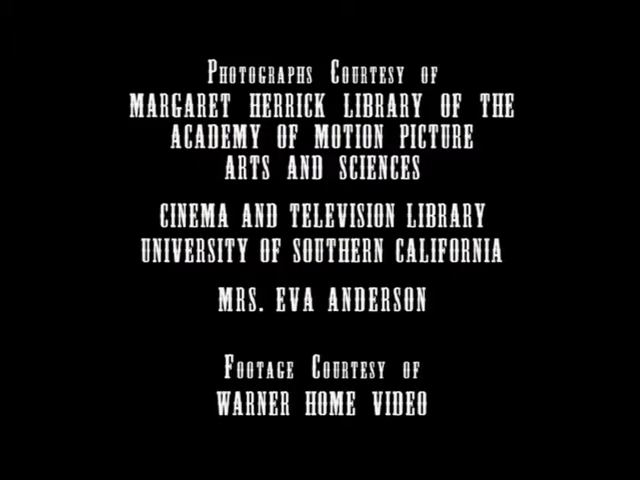 Photographs Courtesy of
MARGARET HERRICK LIBRARY OF THE
ACADEMY OF MOTION PICTURE
ARTS AND SCIENCES
CINEMA AND TELEVISION LIBRARY
UNIVERSITY OF SOUTHERN CALIFORNIA
MRS. EVA ANDERSON
Footage Courtesy of
WARNER HOME VIDEO